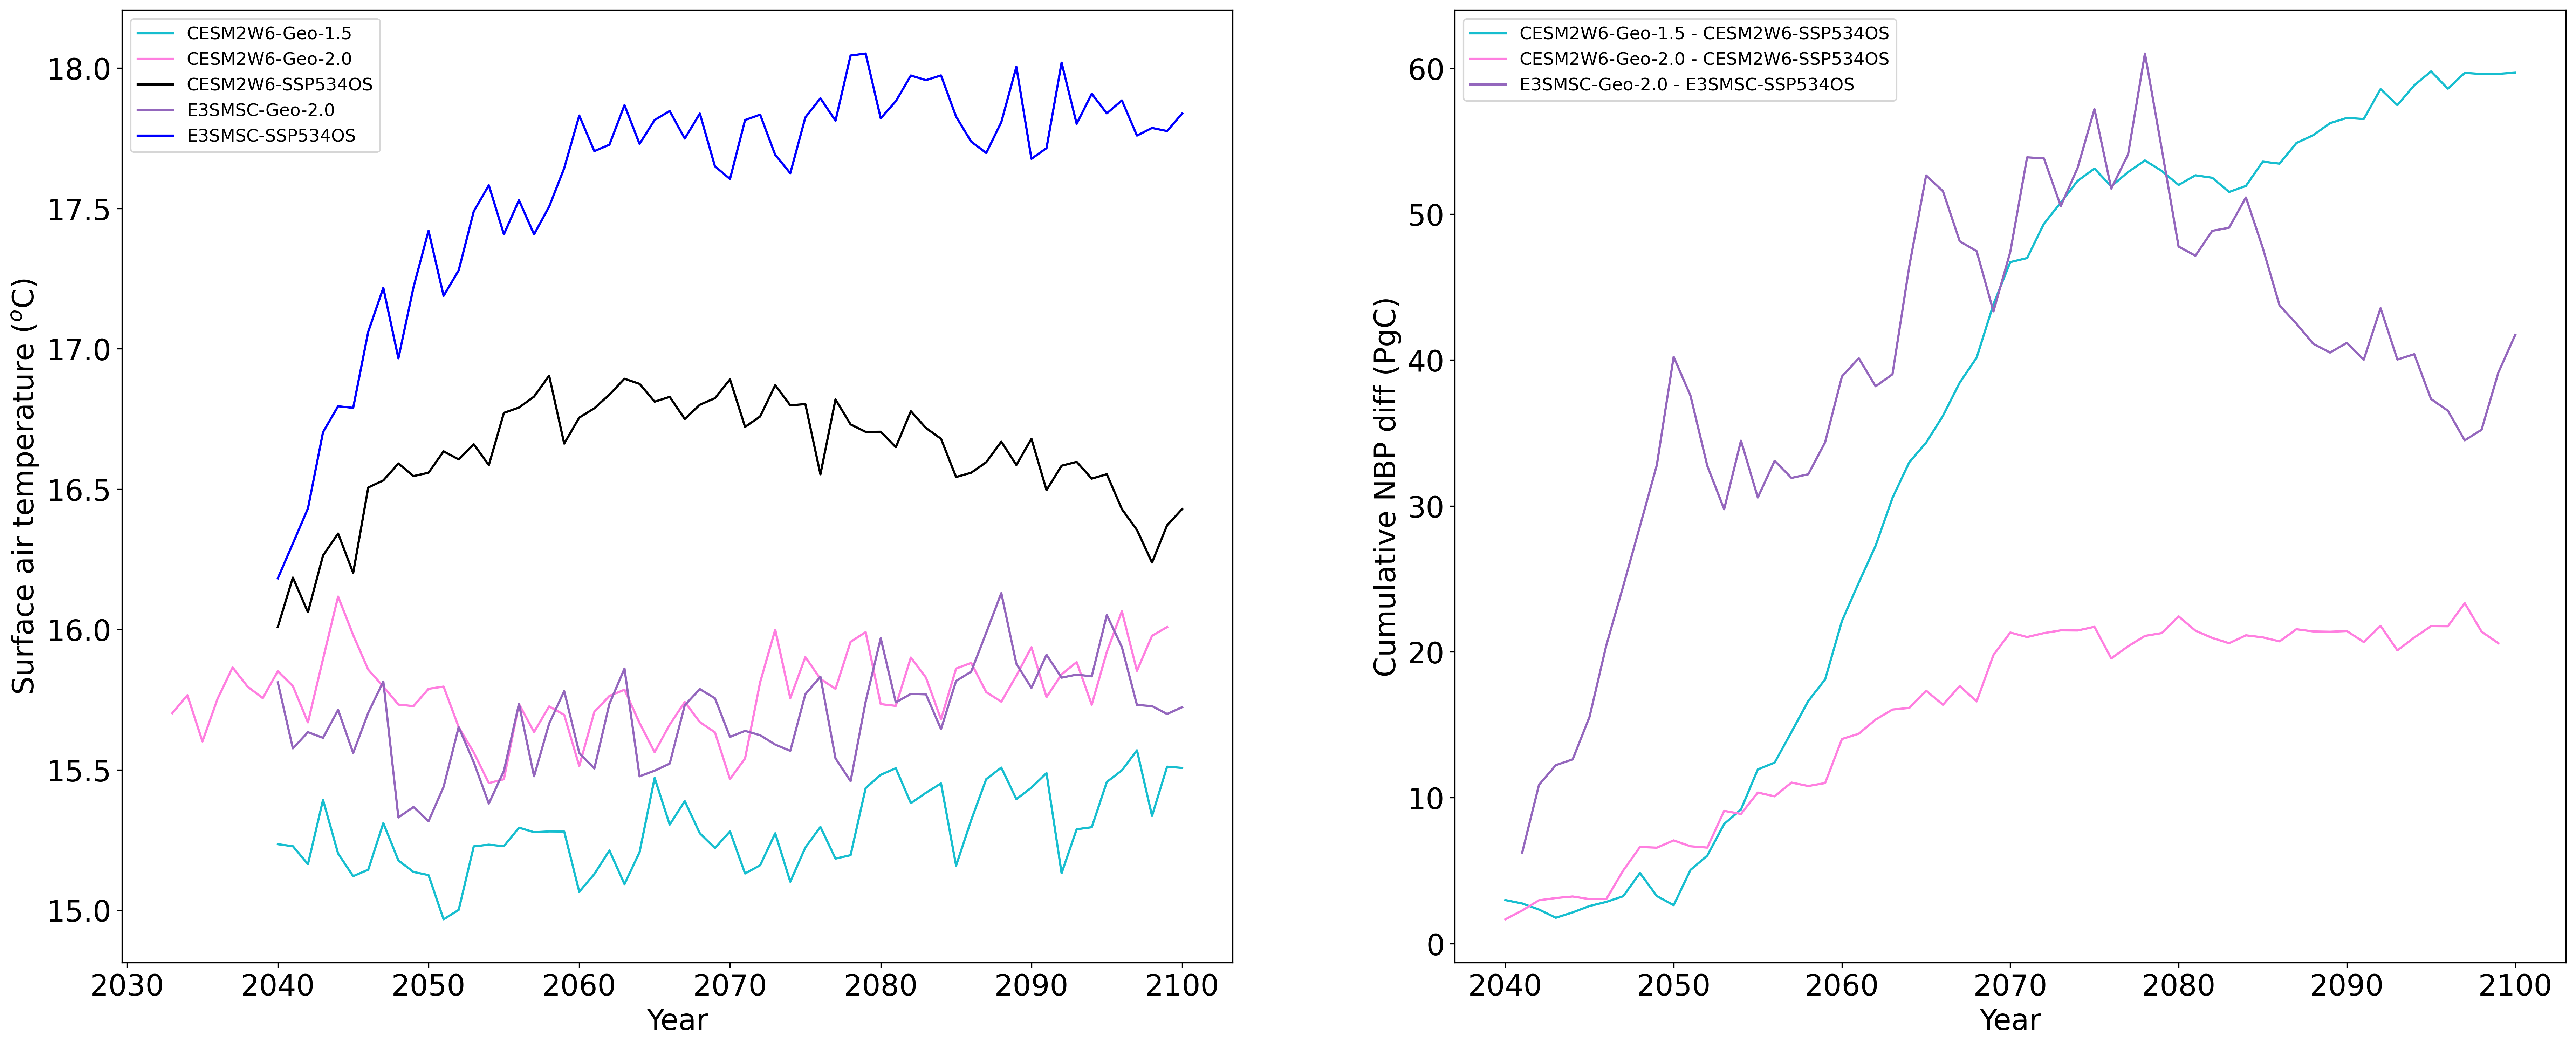 CESM2W6-Geo-1.5
CESM2W6-Geo-2.0
CESM2W6-SSP534OS
E3SMSC-Geo-2.0
E3SMSC-SSP534OS
18.0
17.5
17.0
16.5
16.0
15.5
15.0
Surface air temperature (°C)
2030 2040 2050 2060 2070 2080 2090 2100
Year
CESM2W6-Geo-1.5 - CESM2W6-SSP534OS
CESM2W6-Geo-2.0 - CESM2W6-SSP534OS
E3SMSC-Geo-2.0 - E3SMSC-SSP534OS
60
50
40
30
20
10
0
Cumulative NBP diff (PgC)
2040 2050 2060 2070 2080 2090 2100
Year